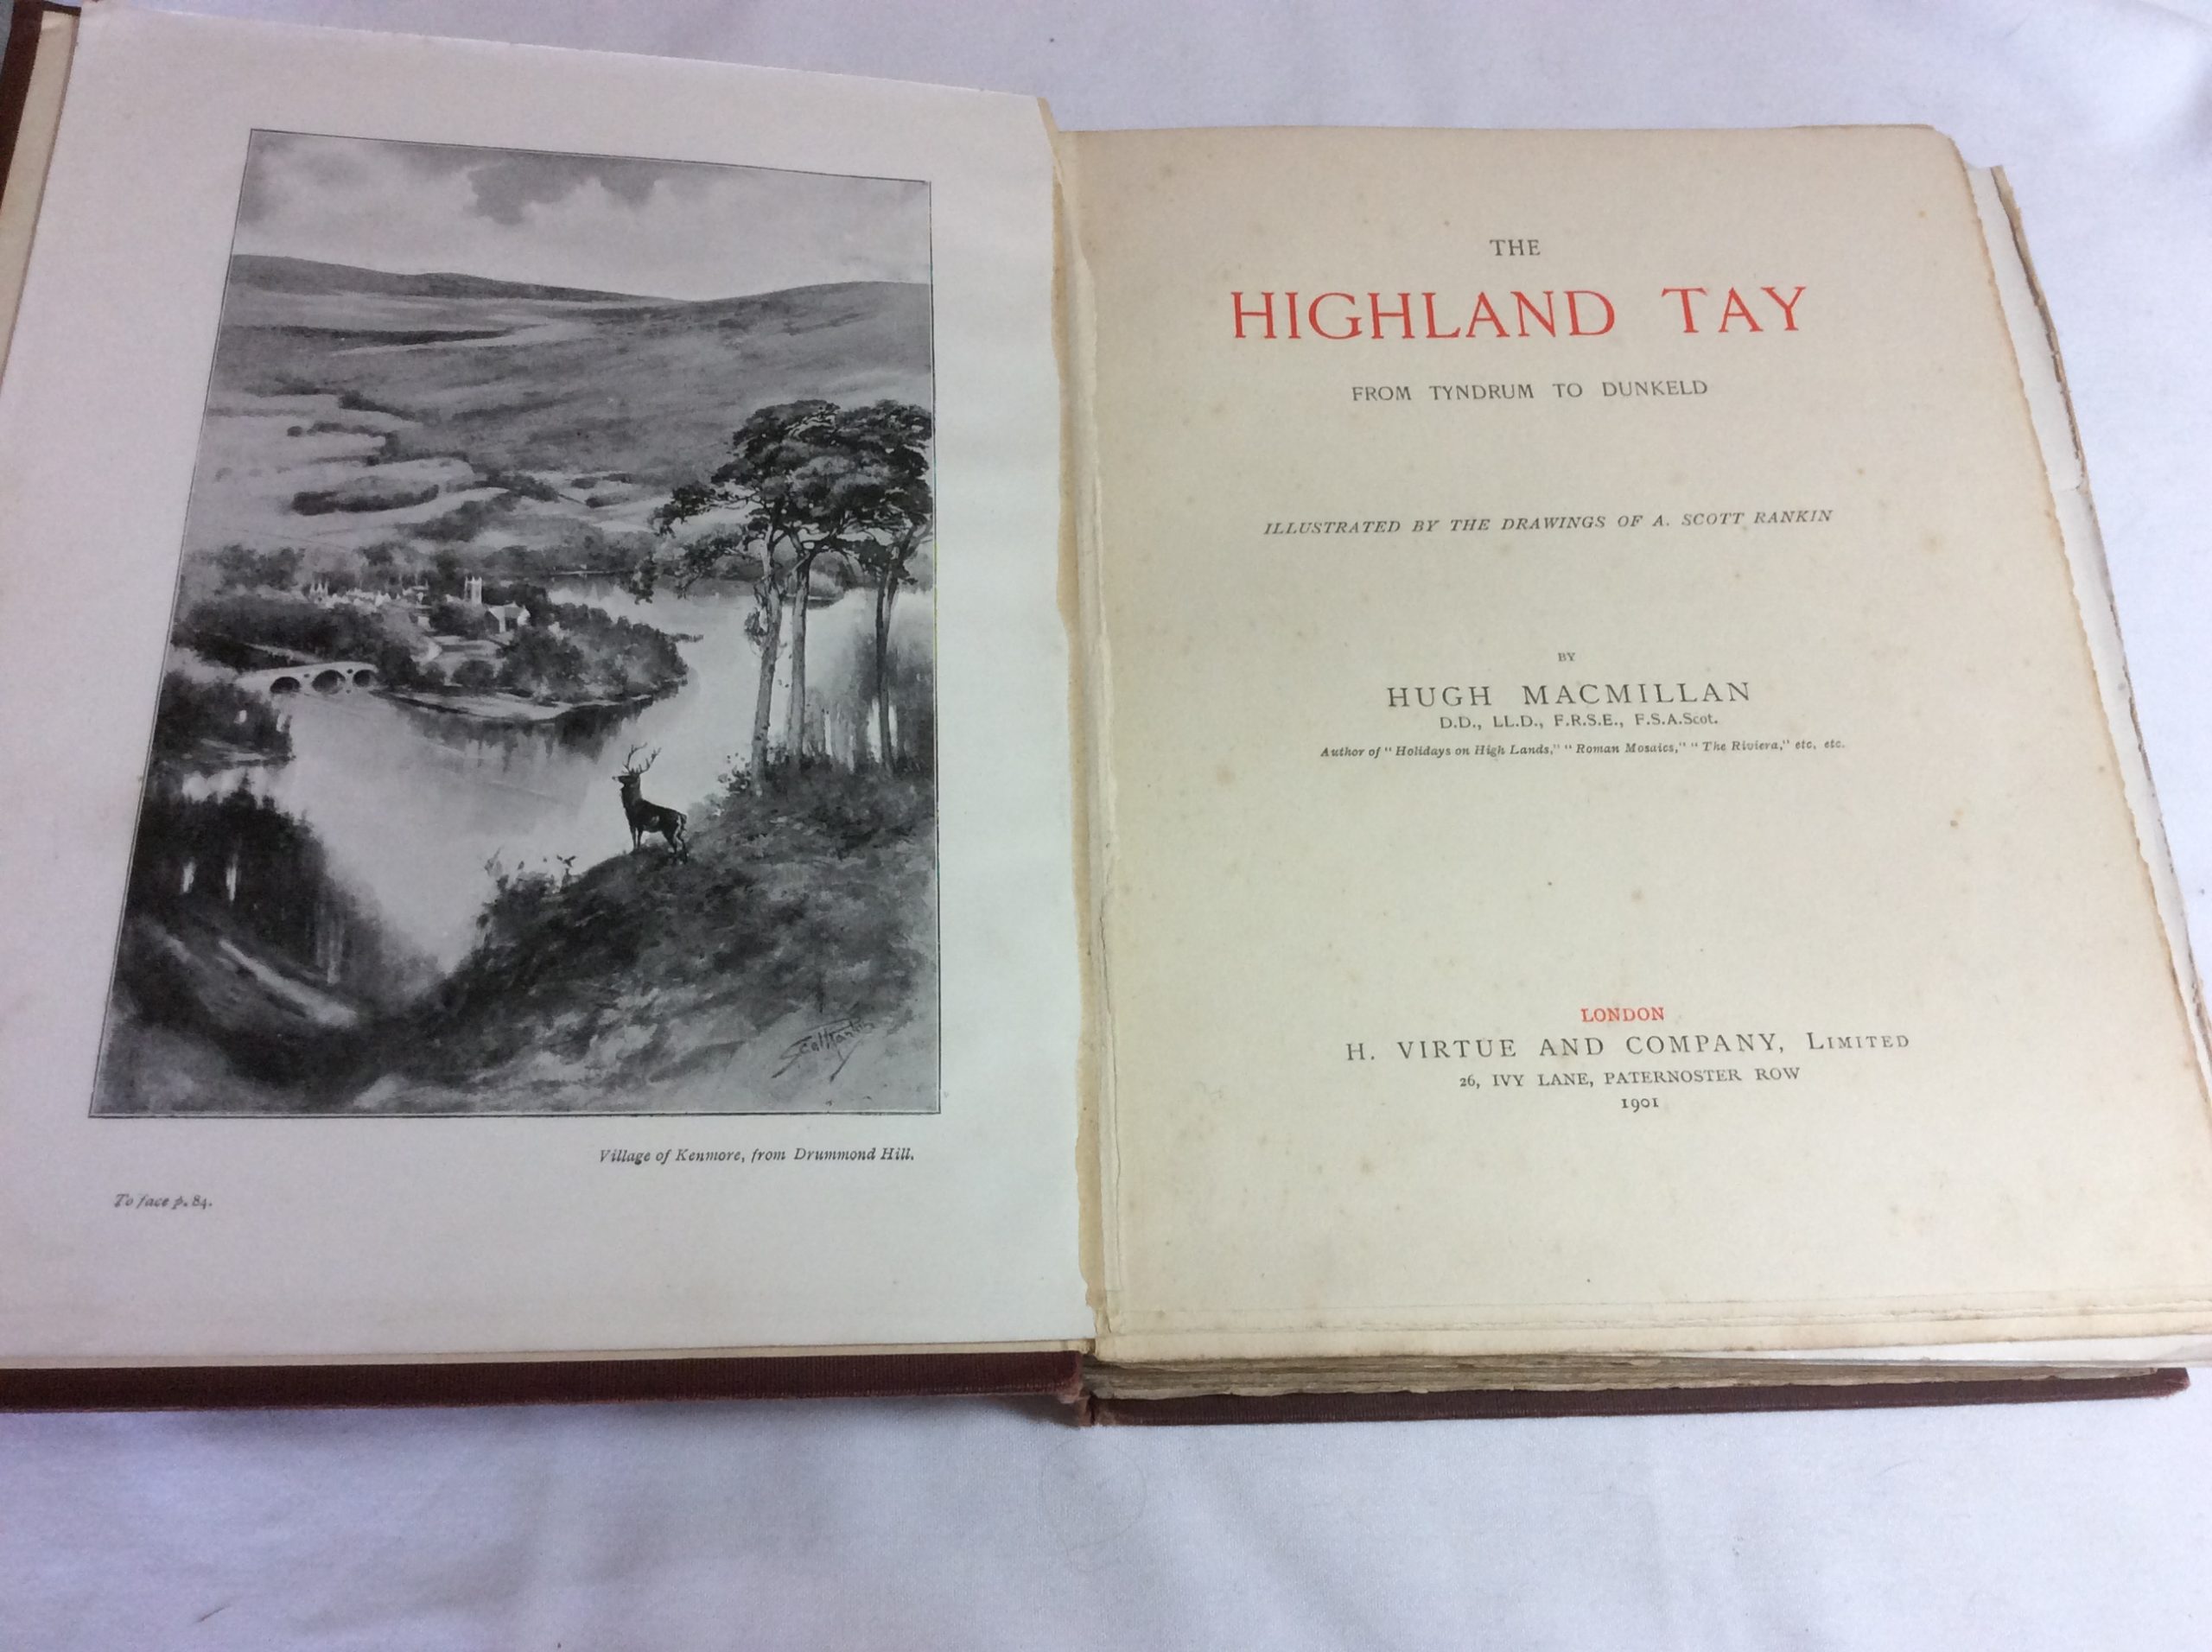 Scott Rankin
Village of Kenmore, from Drummond Hill.
To face p. 84.
THE
HIGHLAND TAY
FROM TYNDRUM TO DUNKELD
ILLUSTRATED BY THE DRAWINGS OF A. SCOTT RANKIN
BY
HUGH MACMILLAN
D.D., LL.D., F.R.S.E., F.S.A.Scot.
Author of "Holidays on High Lands," "Roman Mosaics," "The Riviera," etc. etc.
LONDON
H. VIRTUE AND COMPANY, LIMITED
26, IVY LANE, PATERNOSTER ROW
1901